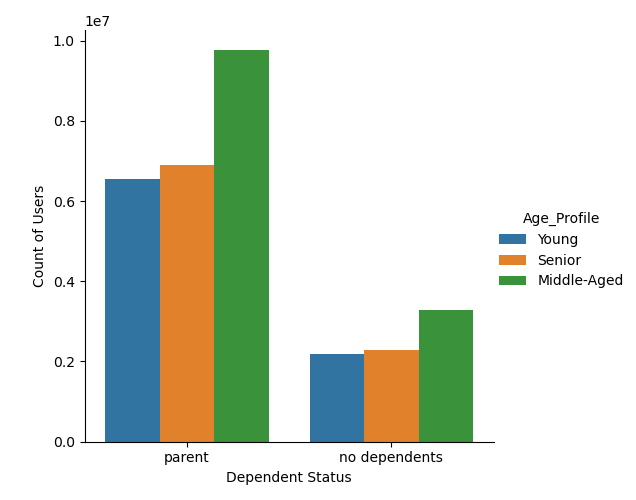 1e7
1.0
0.8
0.6
0.4
0.2
0.0
Count of Users
parent
no dependents
Dependent Status
Age_Profile
Young
Senior
Middle-Aged